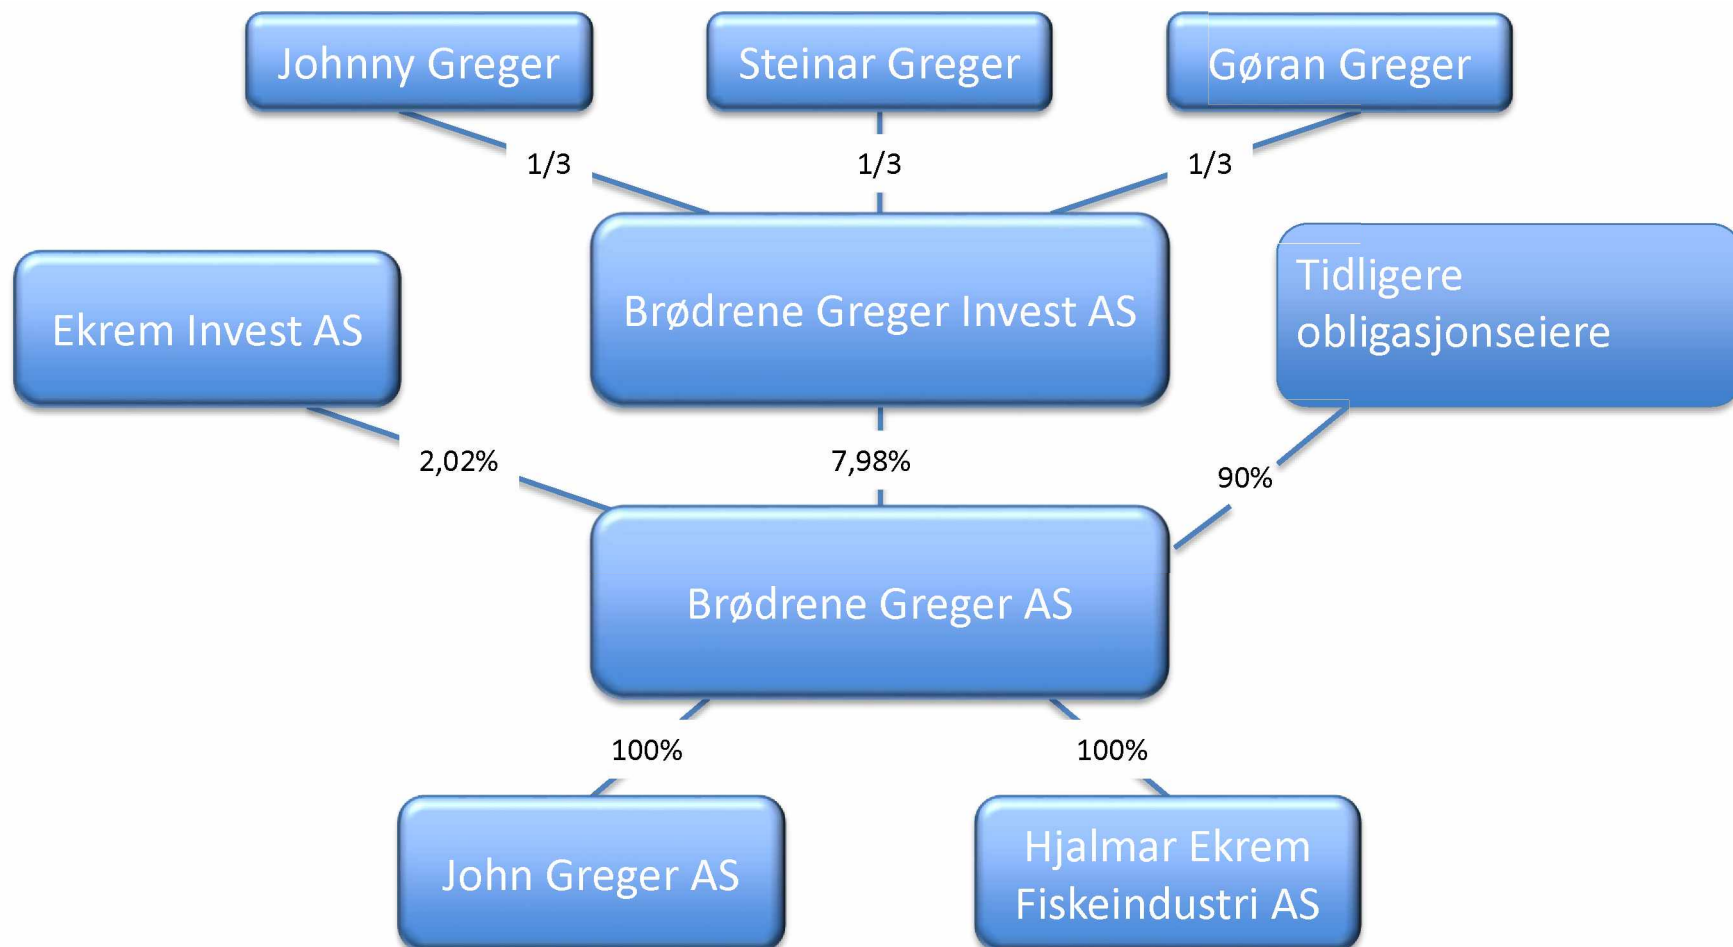 Johnny Greger
Steinar Greger
Gøran Greger
1/3
1/3
1/3
Ekrem Invest AS
Brødrene Greger Invest AS
Tidligere
obligasjonseiere
2,02%
7,98%
90%
Brødrene Greger AS
100%
100%
John Greger AS
Hjalmar Ekrem
Fiskeindustri AS